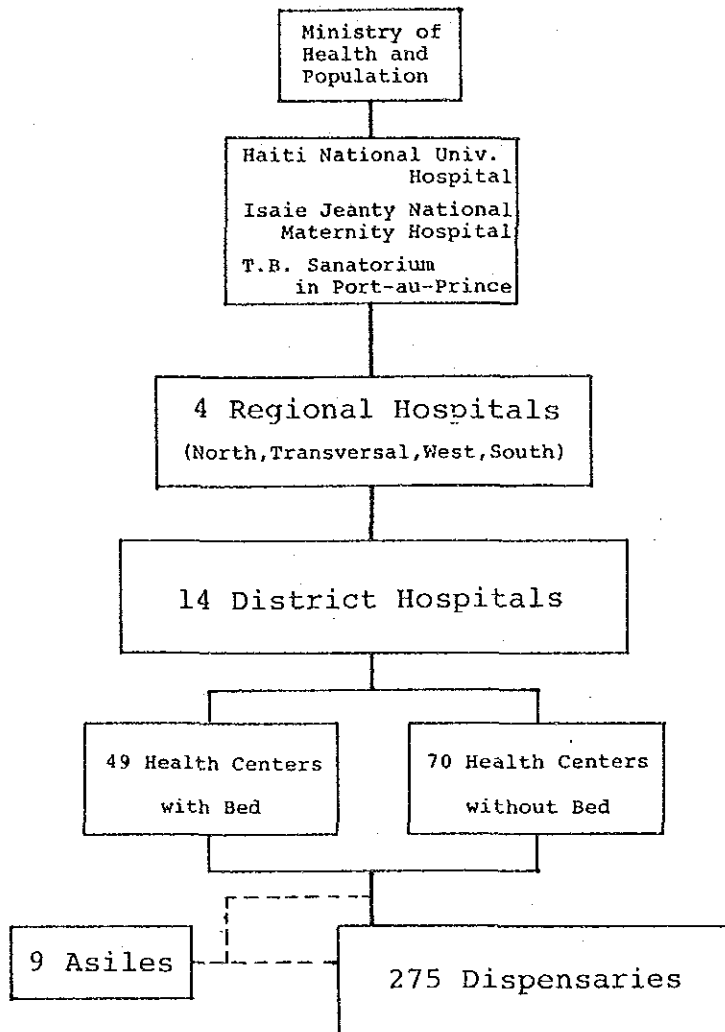 Ministry of
Health and
Population
Haiti National Univ.
Hospital
Isaie Jeanty National
Maternity Hospital
T.B. Sanatorium
in Port-au-Prince
4 Regional Hospitals
(North,Transversal,West,South)
14 District Hospitals
49 Health Centers
with Bed
70 Health Centers
without Bed
9 Asiles
275 Dispensaries